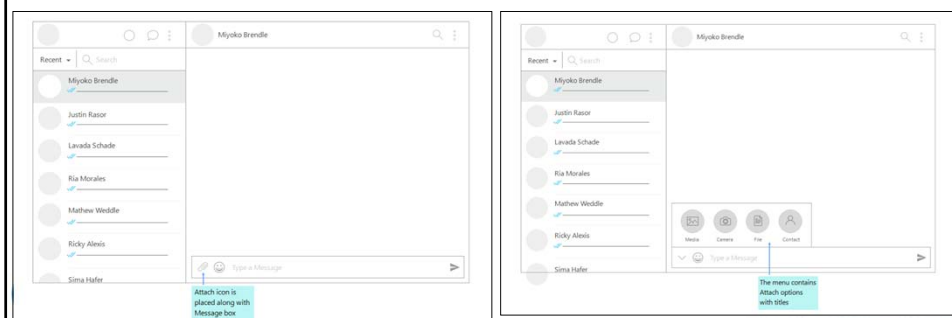 Miyoko Brendle
Recent
Search
Miyoko Brendle
Justin Rasor
Lavada Schade
Ria Morales
Mathew Weddle
Ricky Alexis
Sima Hafer
Type a Message
Attach icon is
placed along with
Message box
Miyoko Brendle
Recent
Search
Miyoko Brendle
Justin Rasor
Lavada Schade
Ria Morales
Mathew Weddle
Ricky Alexis
Sima Hafer
Media
Camera
File
Contact
Type a Message
The menu contains
Attach options
with titles